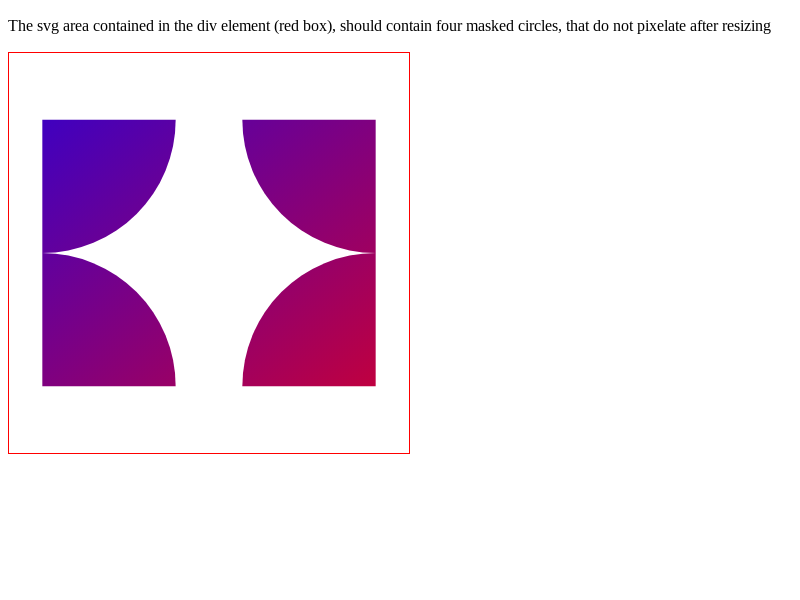 The svg area contained in the div element (red box), should contain four masked circles, that do not pixelate after resizing